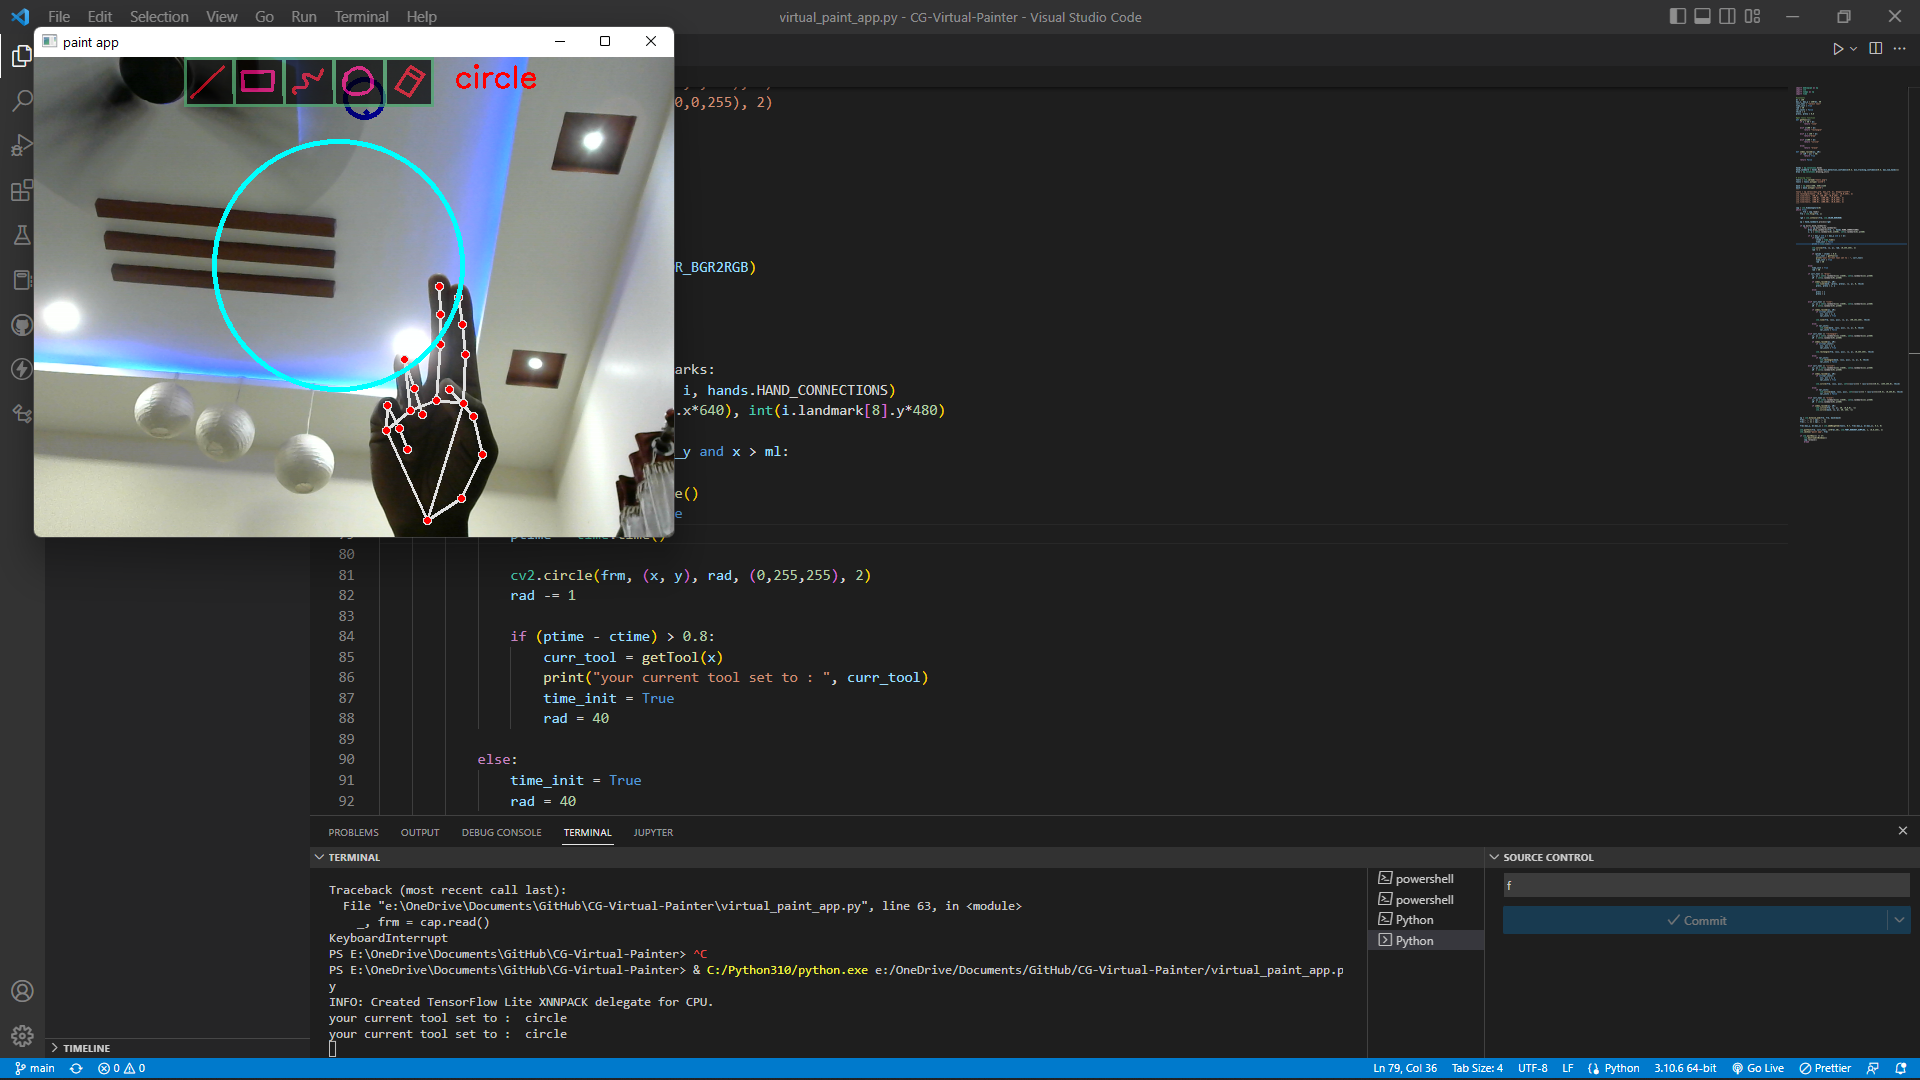 File Edit Selection View Go Run Terminal Help
virtual_paint_app.py - CG-Virtual-Painter - Visual Studio Code
paint app
circle
0,0,255), 2)
R_BGR2RGB)
arks:
i, hands.HAND_CONNECTIONS)
.x*640), int(i.landmark[8].y*480)
_y and x > ml:
e()
e
80
81 cv2.circle(frm, (x, y), rad, (0,255,255), 2)
82 rad -= 1
83
84 if (ptime - ctime) > 0.8:
85 curr_tool = getTool(x)
86 print("your current tool set to : ", curr_tool)
87 time_init = True
88 rad = 40
89
90 else:
91 time_init = True
92 rad = 40
PROBLEMS OUTPUT DEBUG CONSOLE TERMINAL JUPYTER
TERMINAL
Traceback (most recent call last):
File "e:\OneDrive\Documents\GitHub\CG-Virtual-Painter\virtual_paint_app.py", line 63, in <module>
_, frm = cap.read()
KeyboardInterrupt
PS E:\OneDrive\Documents\GitHub\CG-Virtual-Painter> ^C
PS E:\OneDrive\Documents\GitHub\CG-Virtual-Painter> & C:/Python310/python.exe e:/OneDrive/Documents/GitHub/CG-Virtual-Painter/virtual_paint_app.p
y
INFO: Created TensorFlow Lite XNNPACK delegate for CPU.
your current tool set to :  circle
your current tool set to :  circle
powershell
powershell
Python
Python
SOURCE CONTROL
f
Commit
TIMELINE
main 0 0
Ln 79, Col 36 Tab Size: 4 UTF-8 LF Python 3.10.6 64-bit Go Live Prettier